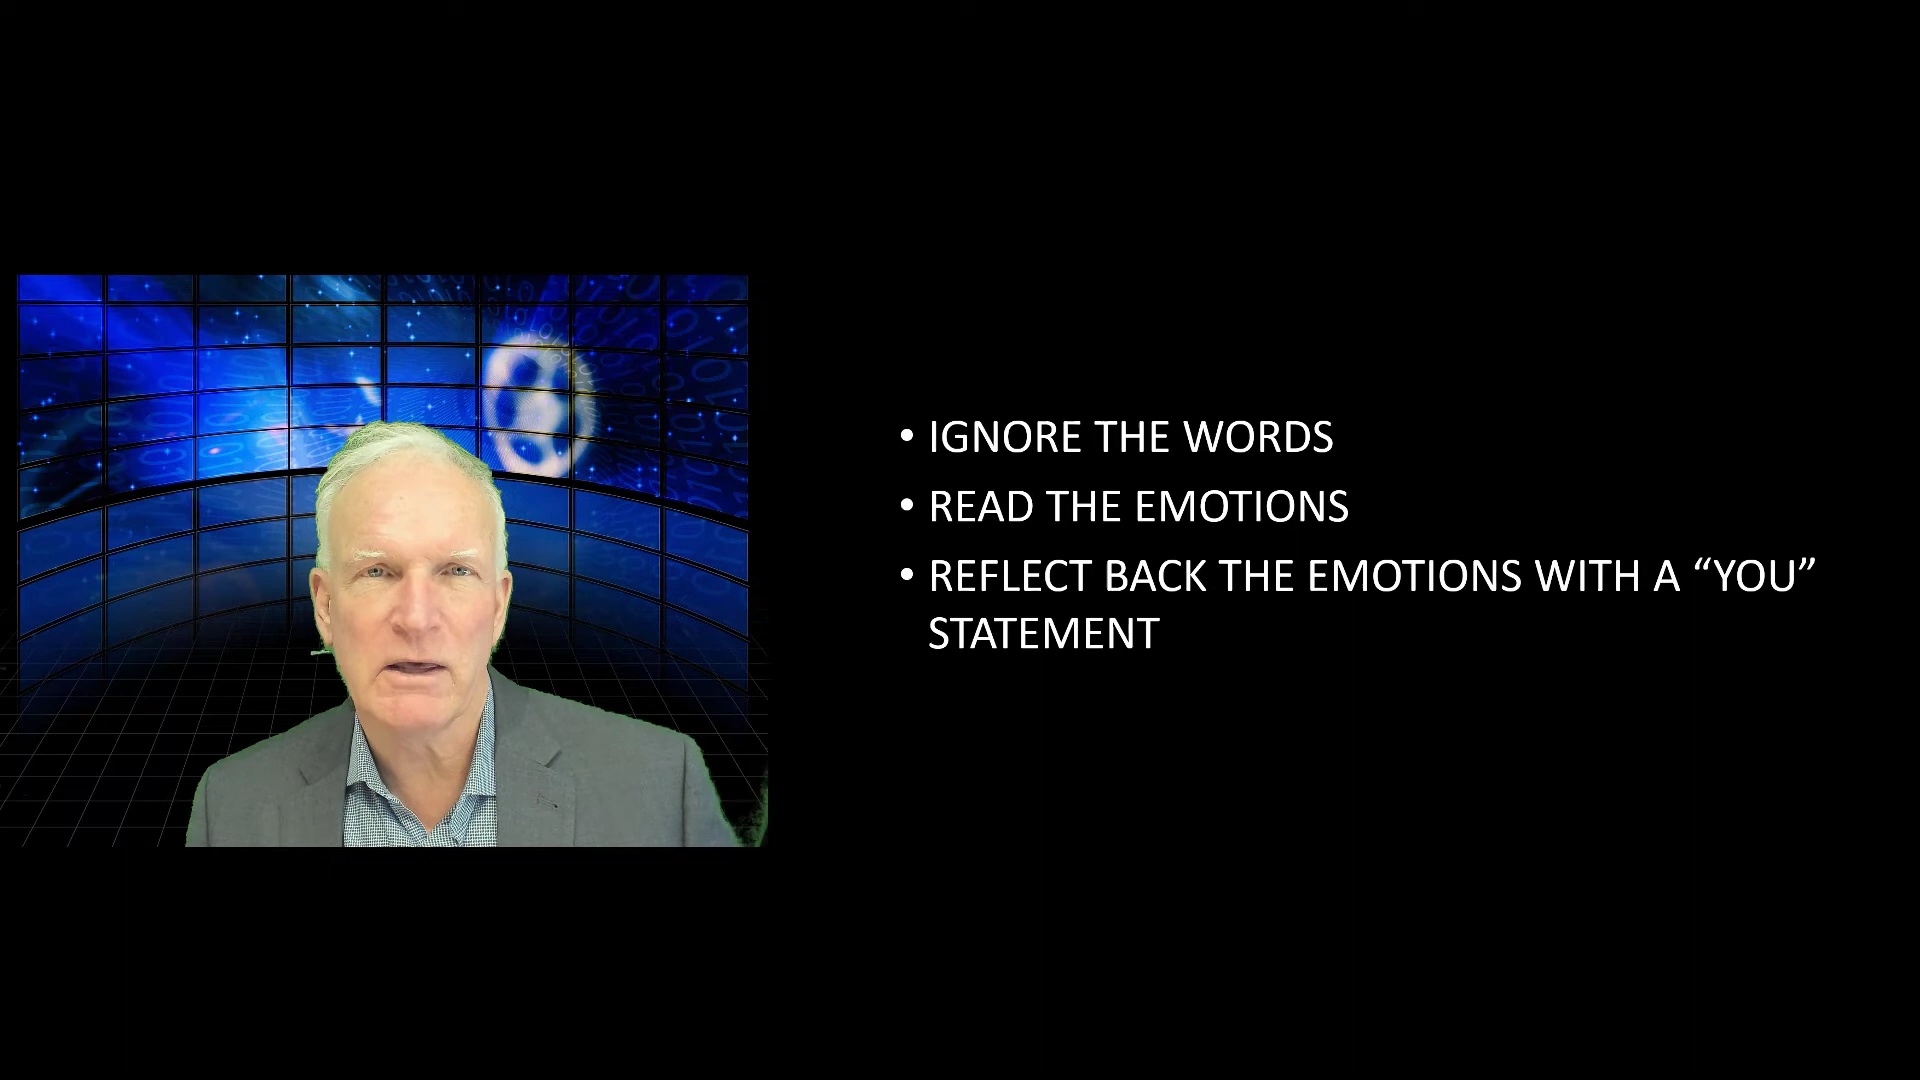 • IGNORE THE WORDS
• READ THE EMOTIONS
• REFLECT BACK THE EMOTIONS WITH A “YOU”
STATEMENT